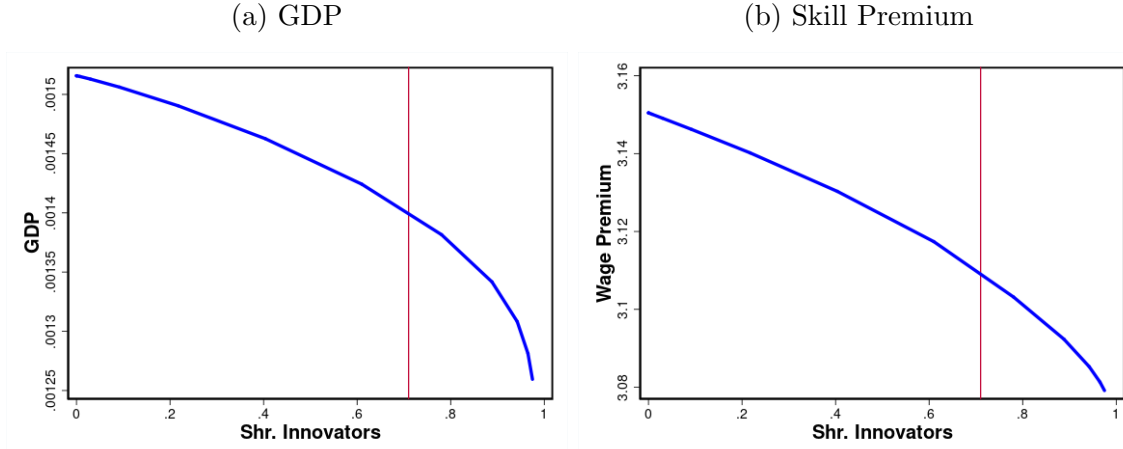 (a) GDP
GDP
.0015
.00145
.0014
.00135
.0013
.00125
0 .2 .4 .6 .8 1
Shr. Innovators
(b) Skill Premium
Wage Premium
3.16
3.14
3.12
3.1
3.08
0 .2 .4 .6 .8 1
Shr. Innovators